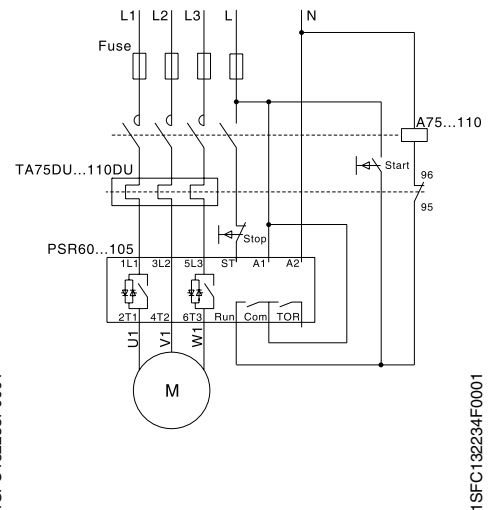 L1 L2 L3 L N
Fuse
A75...110
Start
TA75DU...110DU
96
95
Stop
PSR60...105
1L1 3L2 5L3 ST A1 A2
2T1 4T2 6T3 Run Com TOR
U1 V1 W1
M
1SFC132234F0001